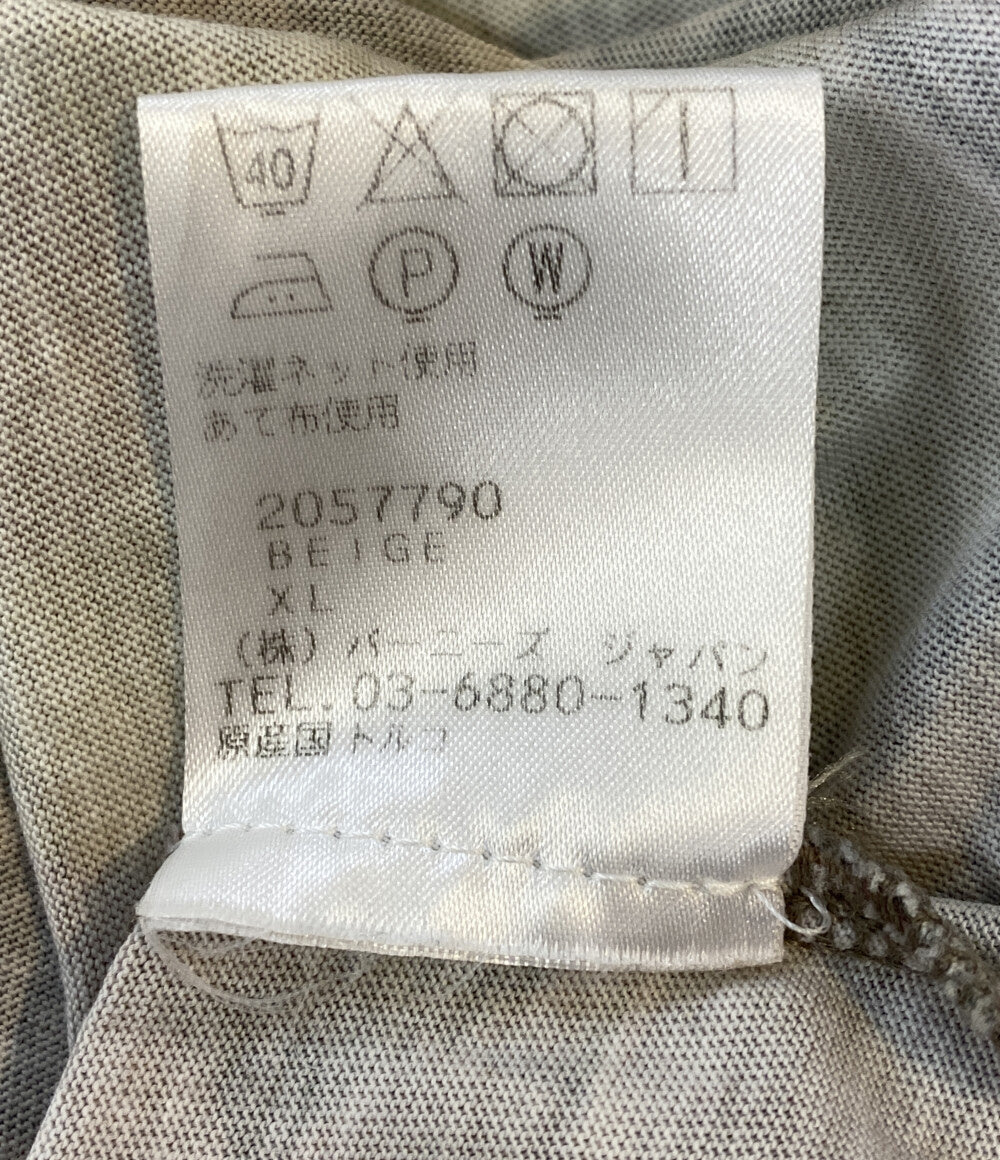 40
P W
洗濯ネット使用
あて布使用
2057790
BEIGE
XL
(株) バーニーズ ジャパン
TEL. 03-6880-1340
原産国 トルコ